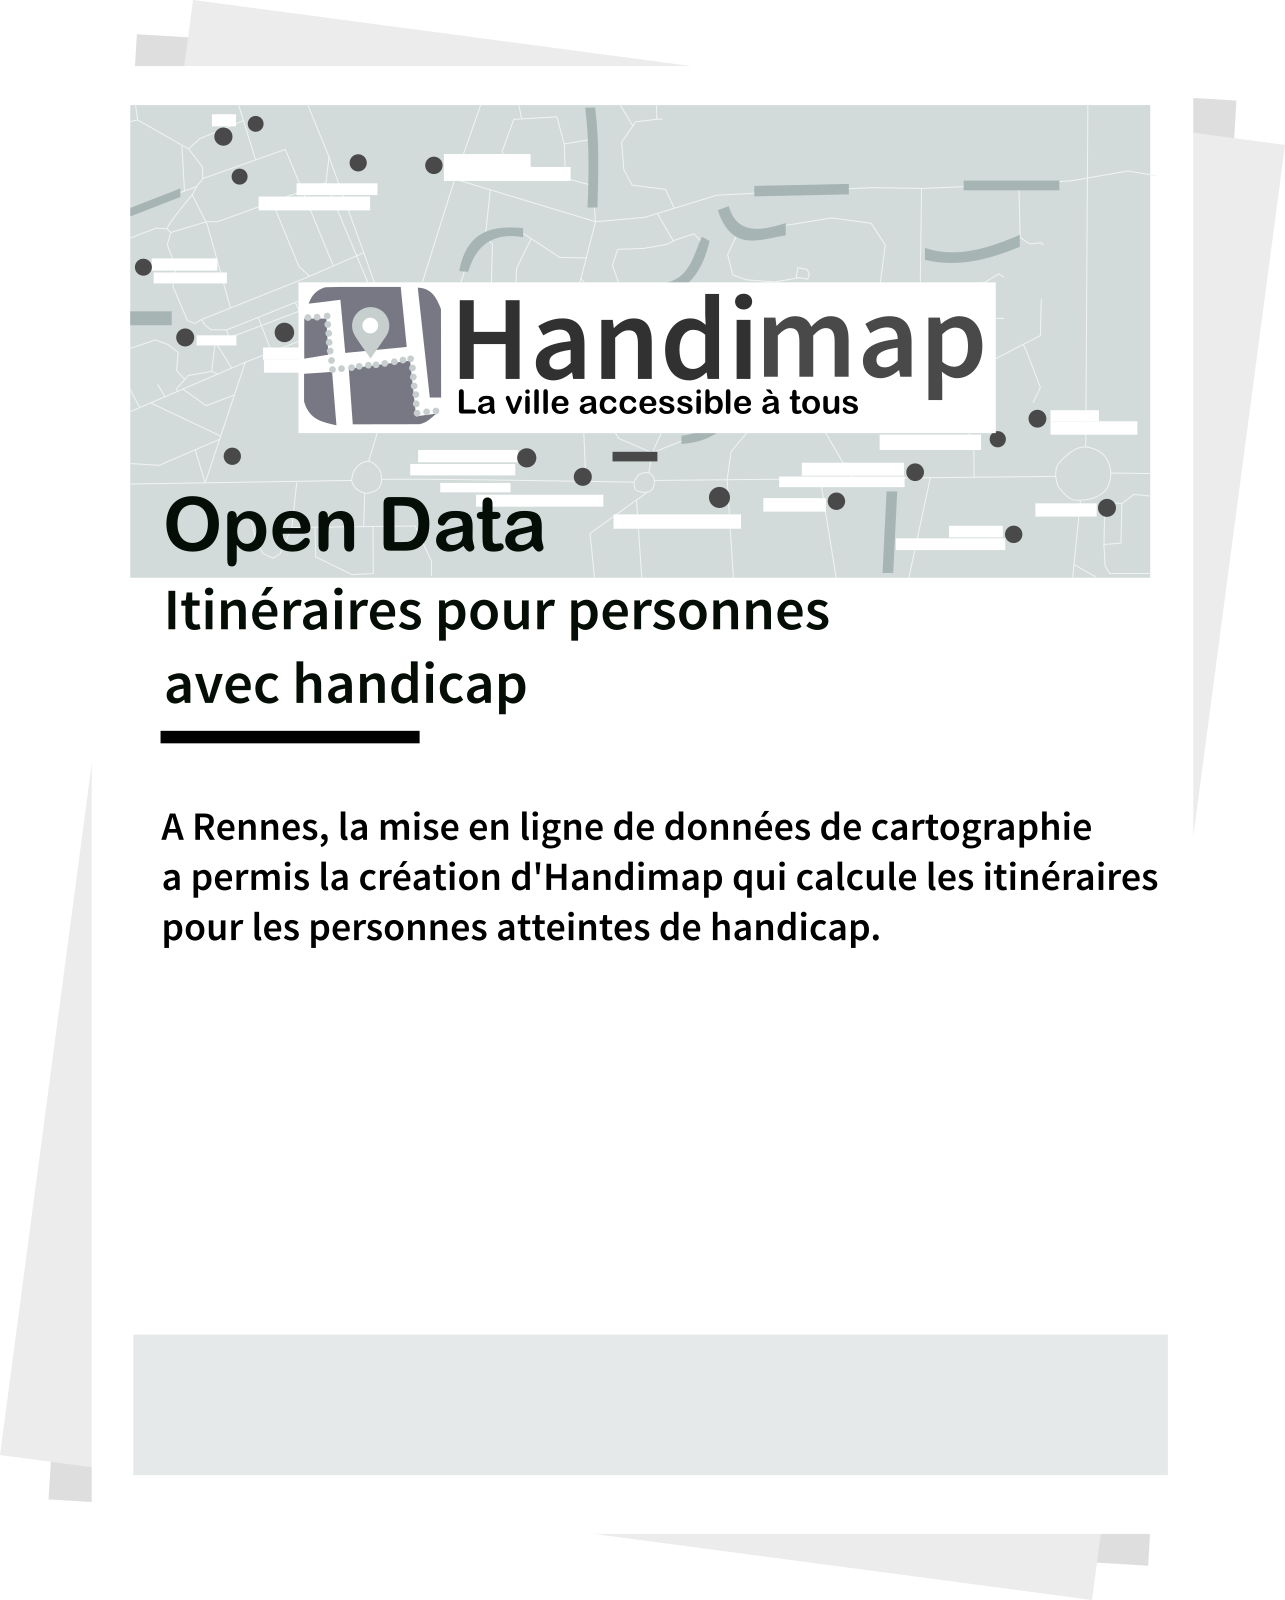 Handimap
La ville accessible à tous
Open Data
Itinéraires pour personnes
avec handicap
A Rennes, la mise en ligne de données de cartographie
a permis la création d'Handimap qui calcule les itinéraires
pour les personnes atteintes de handicap.